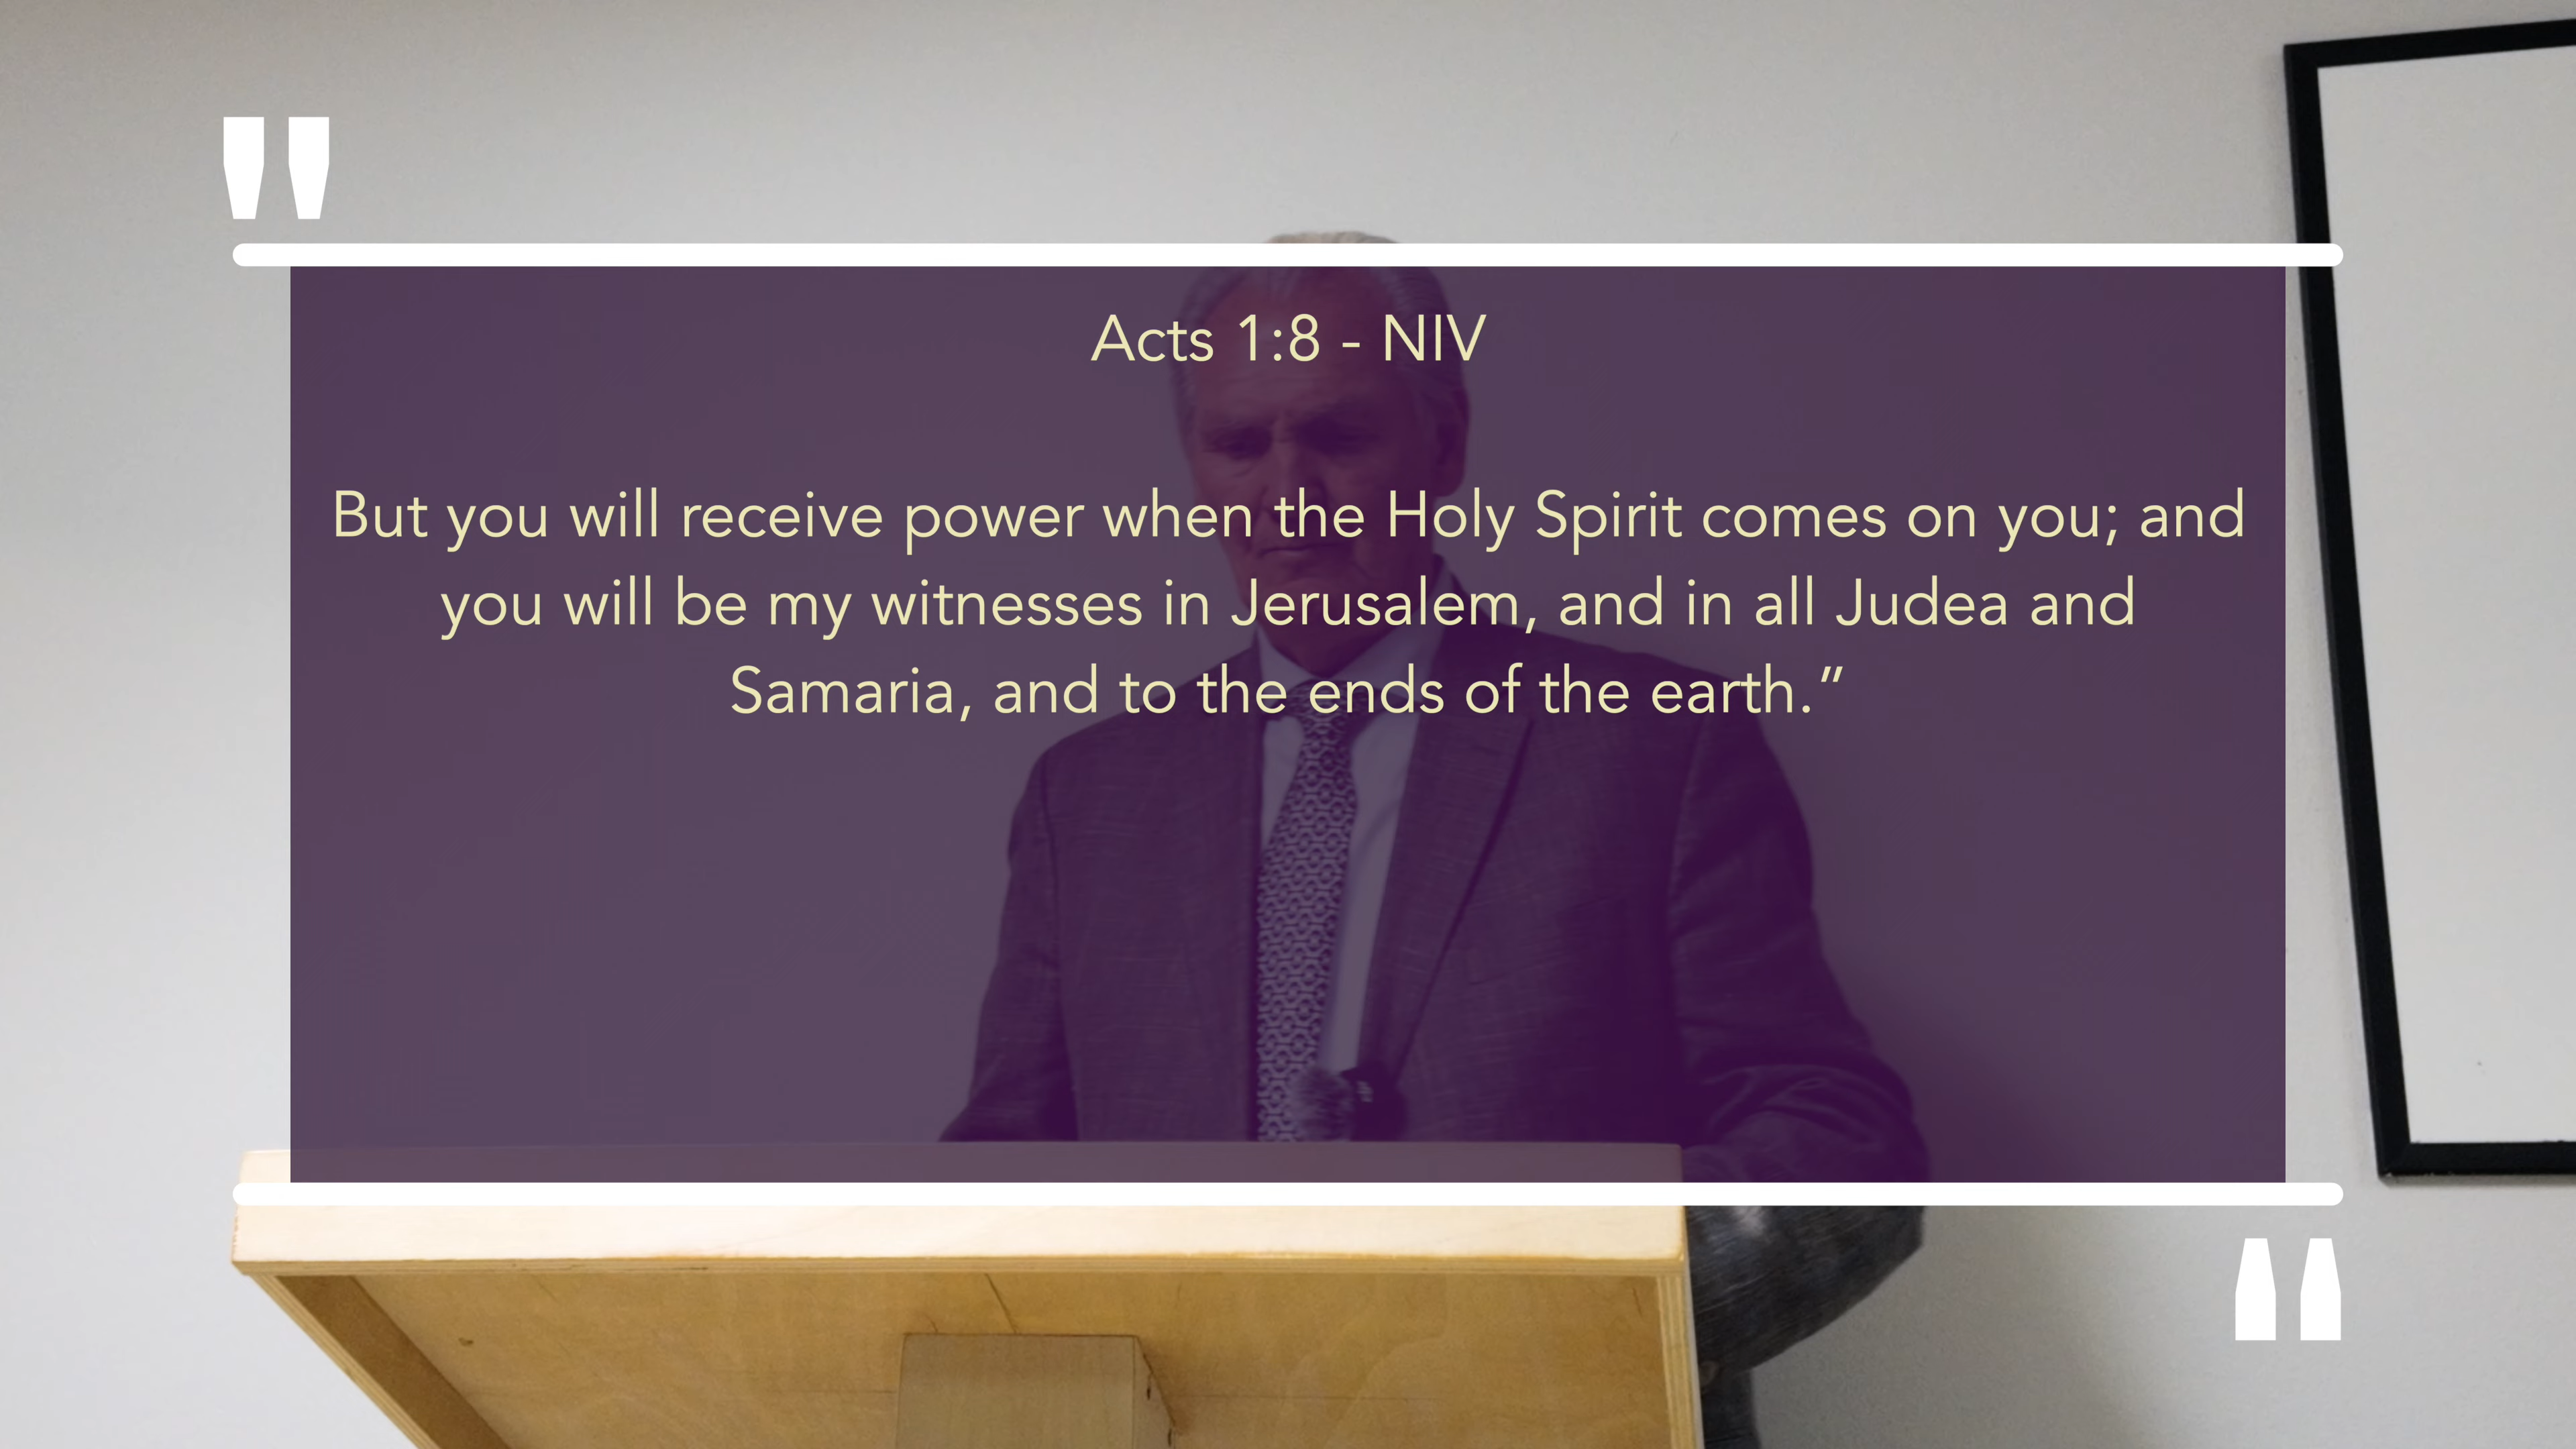 "
Acts 1:8 - NIV
But you will receive power when the Holy Spirit comes on you; and
you will be my witnesses in Jerusalem, and in all Judea and
Samaria, and to the ends of the earth.”
"